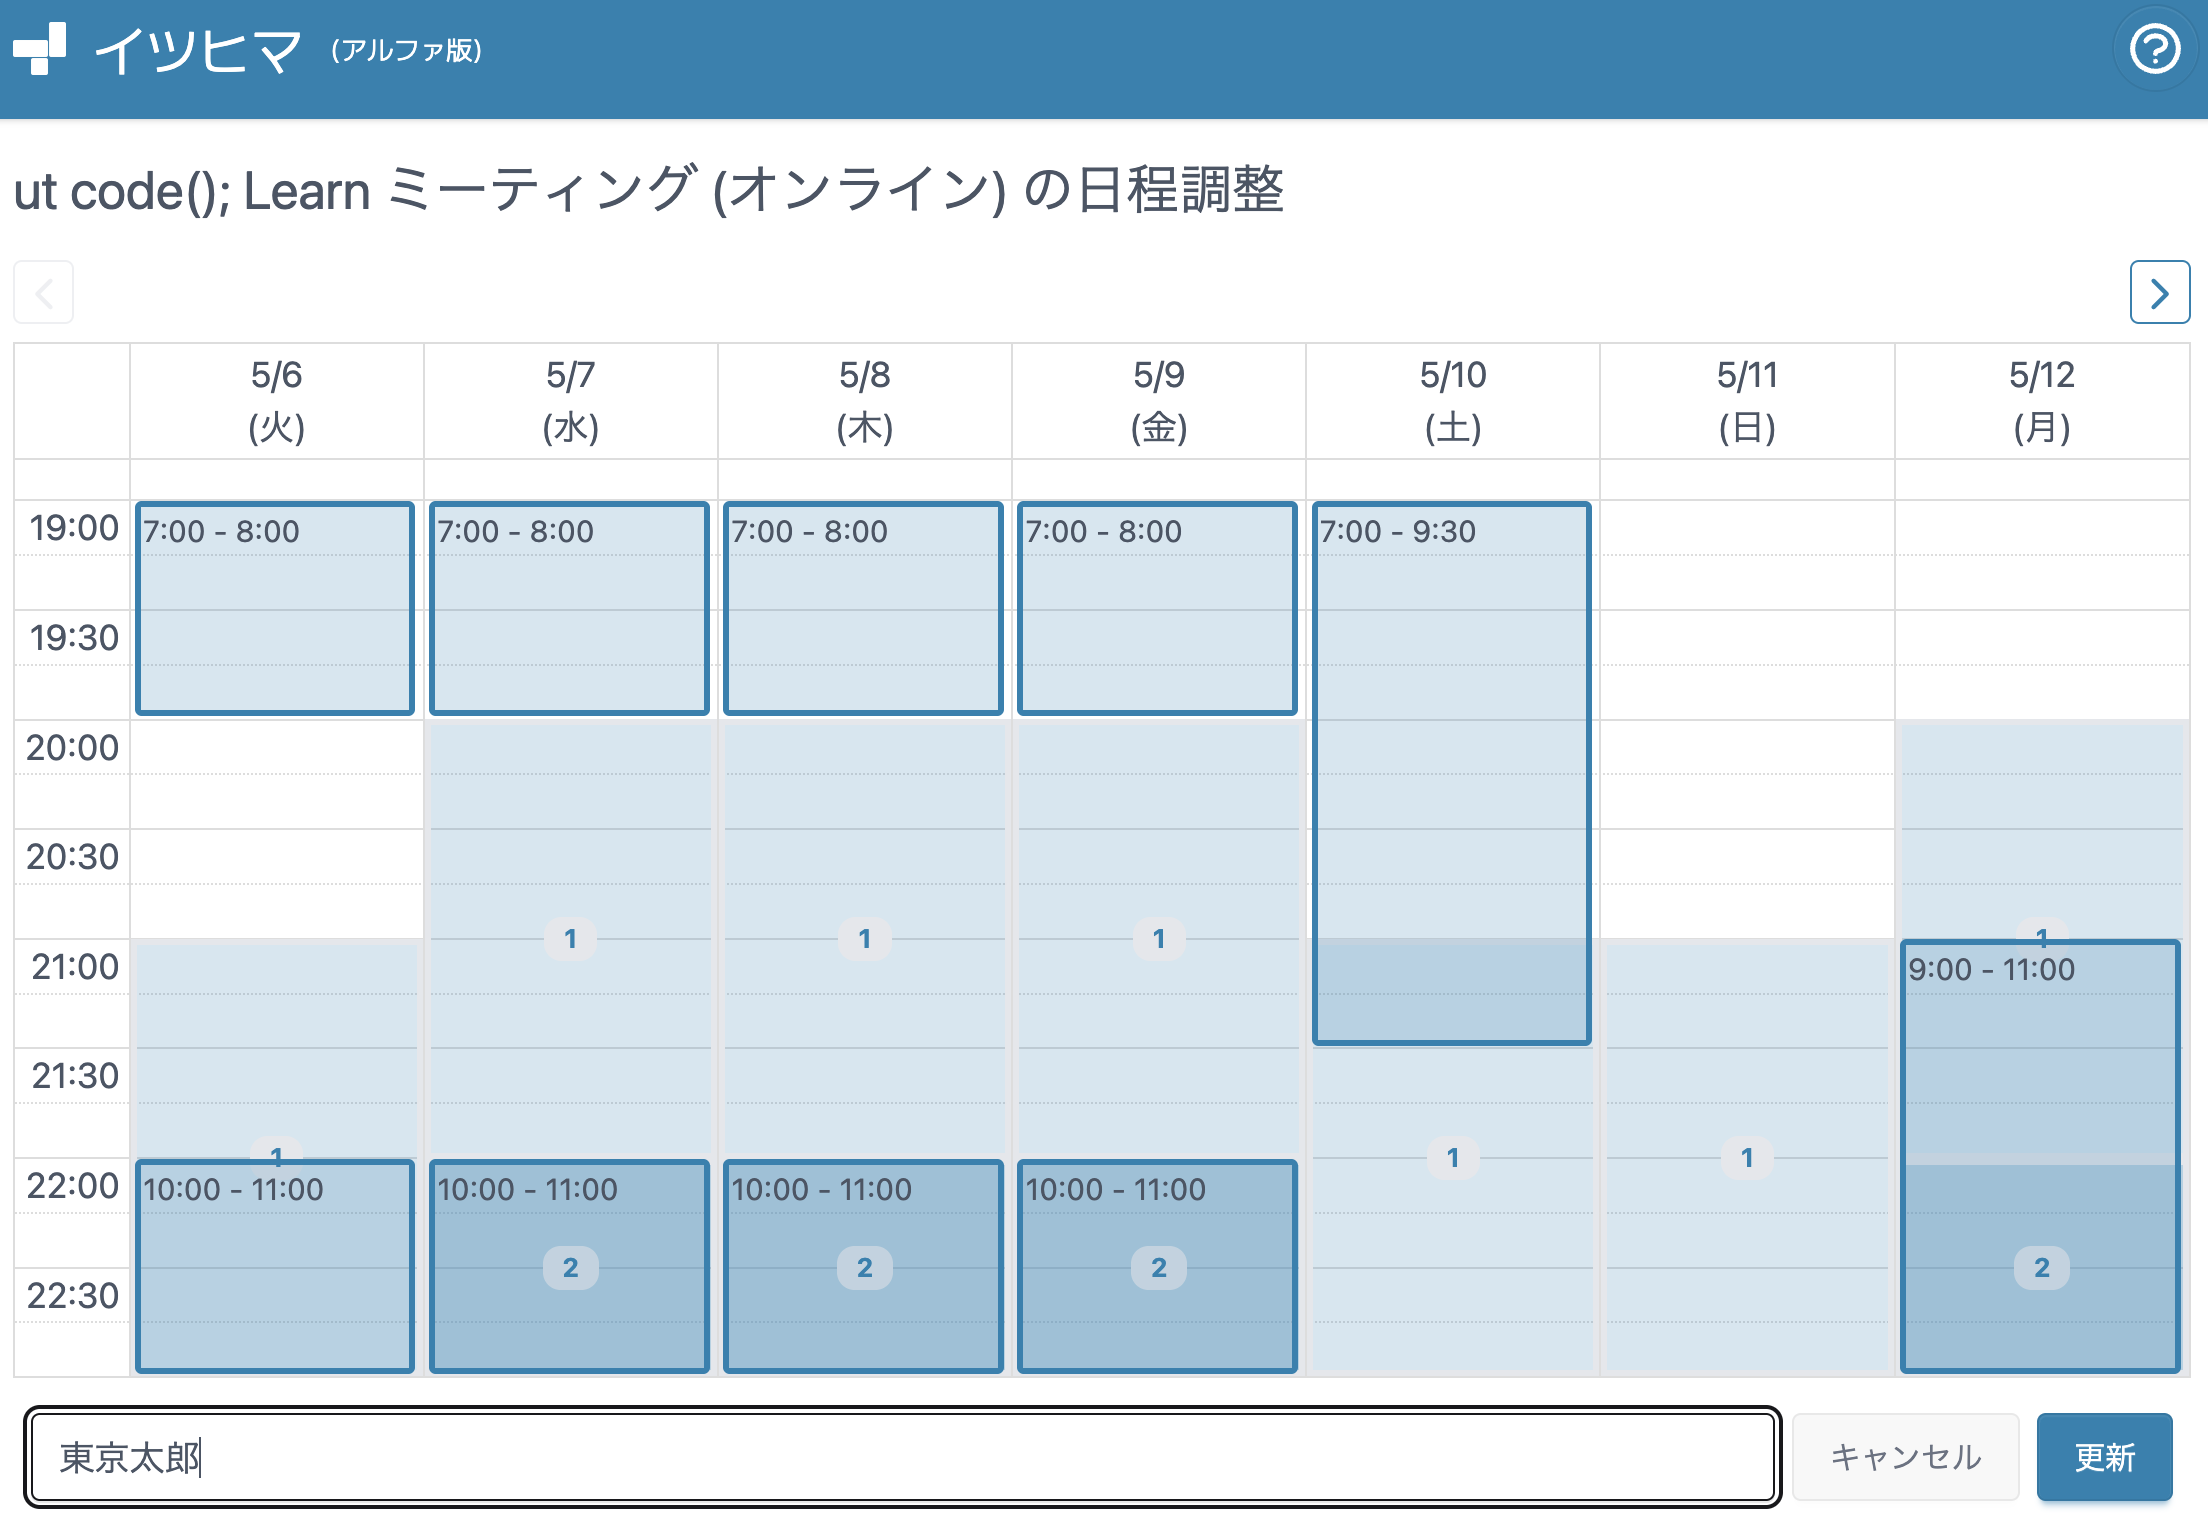 イツヒマ (アルファ版)
ut code(); Learn ミーティング (オンライン) の日程調整
5/6 5/7 5/8 5/9 5/10 5/11 5/12
(火) (水) (木) (金) (土) (日) (月)
19:00 7:00 - 8:00 7:00 - 8:00 7:00 - 8:00 7:00 - 8:00 7:00 - 9:30
19:30
20:00
20:30
1 1 1 1
21:00 9:00 - 11:00
21:30
1 1 1
22:00 10:00 - 11:00 10:00 - 11:00 10:00 - 11:00 10:00 - 11:00
2 2 2 2
22:30
東京太郎 キャンセル 更新